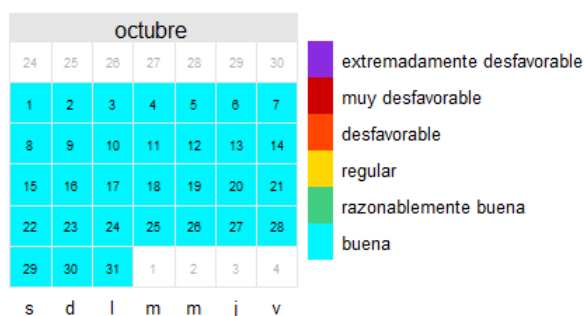 octubre
24 25 26 27 28 29 30
1 2 3 4 5 6 7
8 9 10 11 12 13 14
15 16 17 18 19 20 21
22 23 24 25 26 27 28
29 30 31 1 2 3 4
s d l m m j v
extremadamente desfavorable
muy desfavorable
desfavorable
regular
razonablemente buena
buena